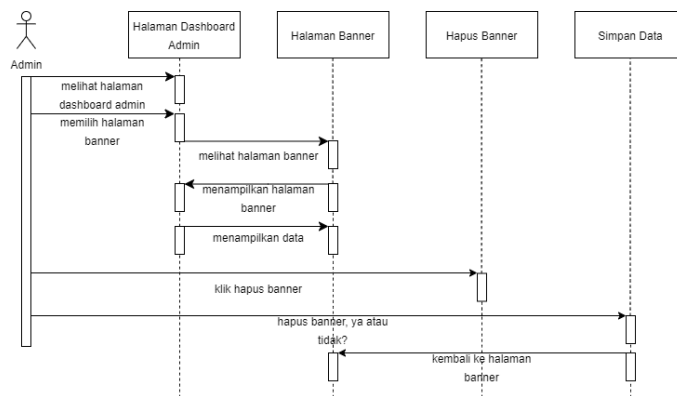 Halaman Dashboard
Admin
Halaman Banner
Hapus Banner
Simpan Data
Admin
melihat halaman
dashboard admin
memilih halaman
banner
melihat halaman banner
menampilkan halaman
banner
menampilkan data
klik hapus banner
hapus banner, ya atau
tidak?
kembali ke halaman
banner